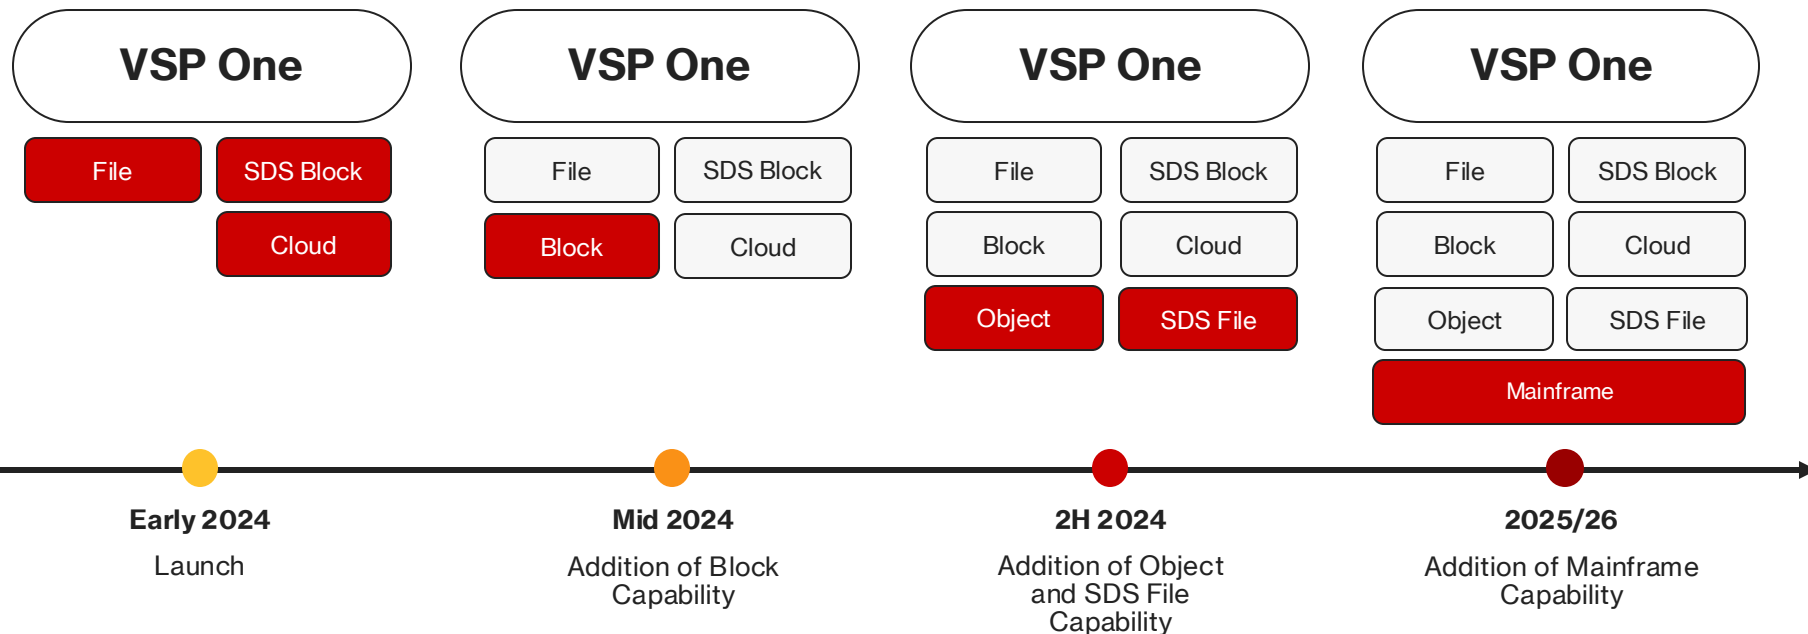 VSP One
File
SDS Block
Cloud
VSP One
File
SDS Block
Block
Cloud
VSP One
File
SDS Block
Block
Cloud
Object
SDS File
VSP One
File
SDS Block
Block
Cloud
Object
SDS File
Mainframe
Early 2024
Launch
Mid 2024
Addition of Block
Capability
2H 2024
Addition of Object
and SDS File
Capability
2025/26
Addition of Mainframe
Capability